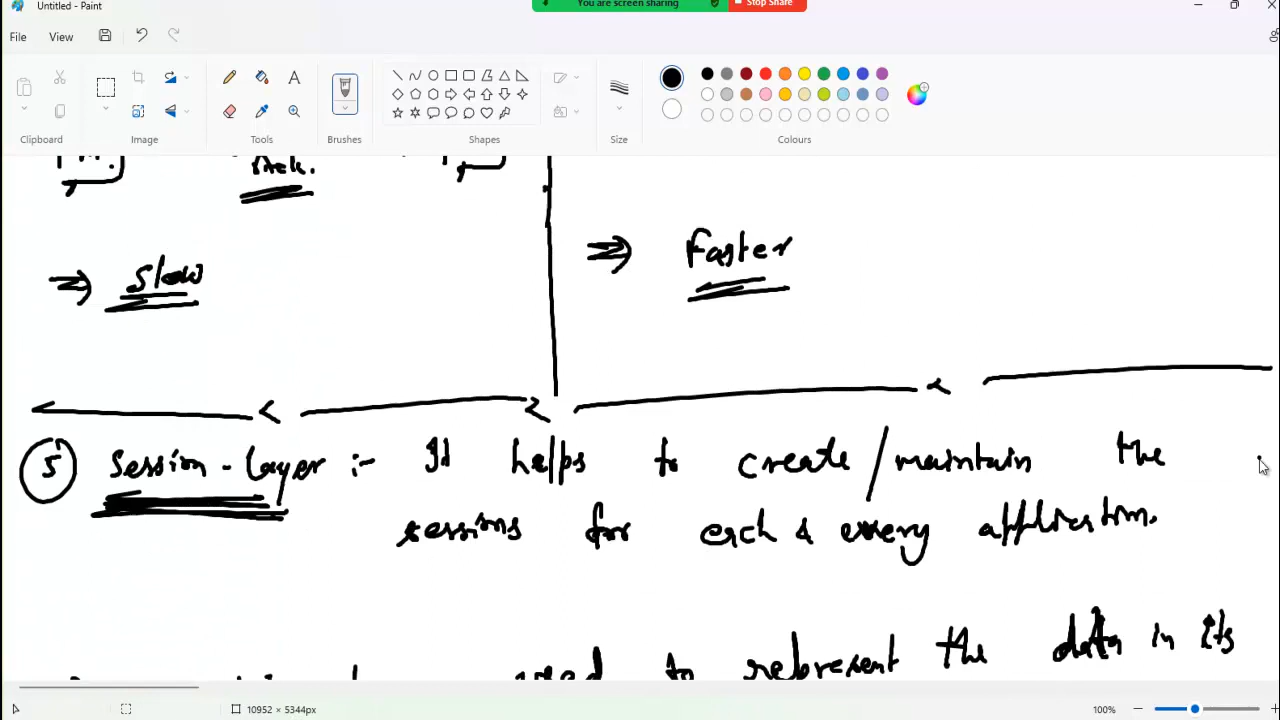 Untitled - Paint
You are screen sharing
Stop Share
File View
Clipboard Image Tools Brushes Shapes Size Colours
⇒ Slow
⇒ Faster
5 Session-Layer :- It helps to create/maintain the
sessions for each & every application.
used to represent the data in its
10952 × 5344px
100%